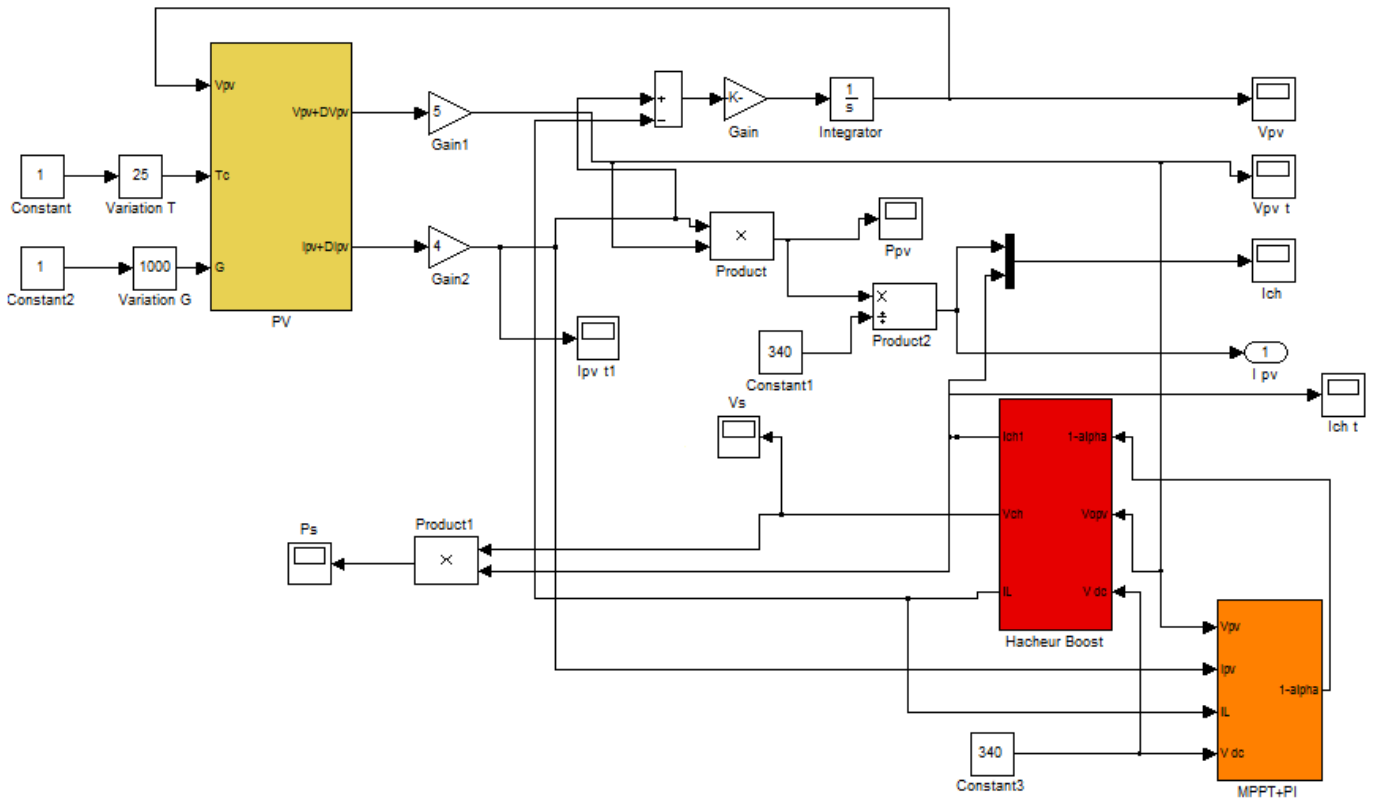 Vpv
Vpv+DVpv
5
Gain1
+
−
-K-
Gain
1
s
Integrator
Vpv
1
Constant
25
Variation T
Tc
Vpv t
Ipv+DIpv
4
Gain2
×
Product
Ppv
1
Constant2
1000
Variation G
G
PV
Ich
Ipv t1
340
Constant1
×
÷
Product2
1
I pv
Ich t
Vs
Ich1
1-alpha
Vch
Vopv
IL
V dc
Hacheur Boost
Ps
Product1
×
Vpv
Ipv
1-alpha
IL
V dc
MPPT+PI
340
Constant3